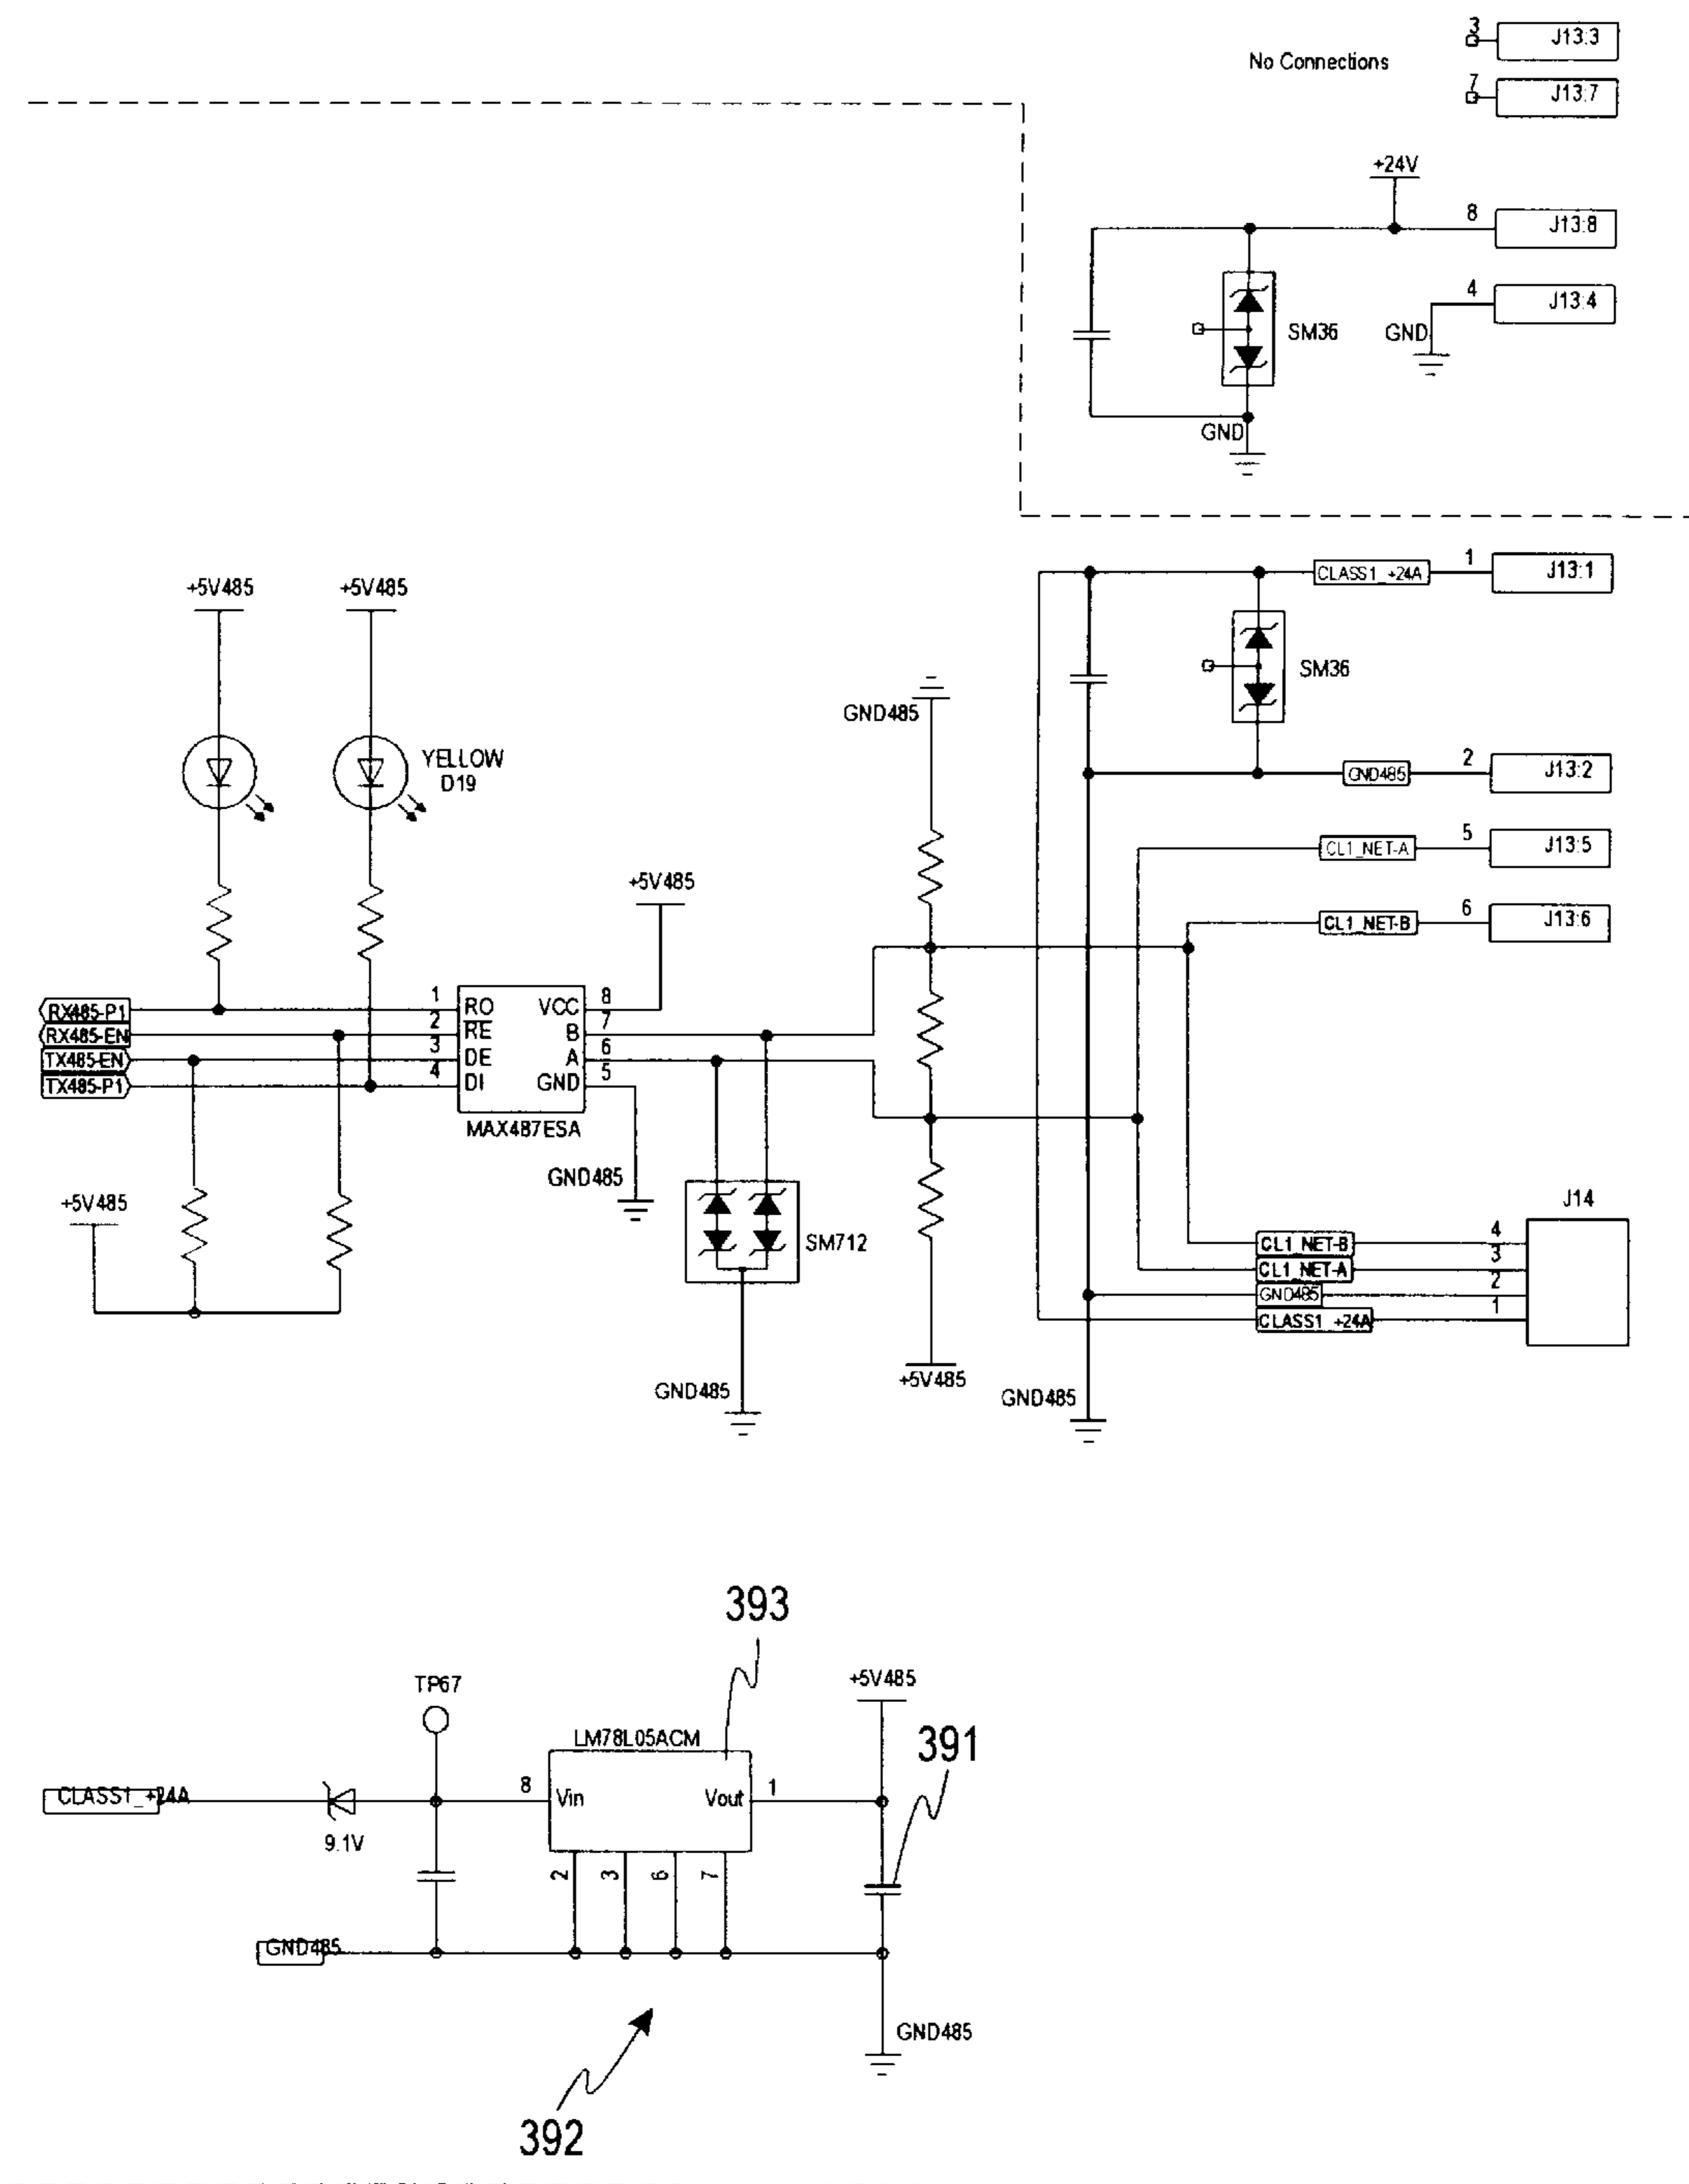 3
J13:3
No Connections
7
J13:7
+24V
8
J13:8
4
J13:4
SM36
GND
GND
1
CLASS1_+24A
J13:1
+5V485
+5V485
SM36
GND485
YELLOW
D19
2
GND485
J13:2
5
CL1_NET-A
J13:5
+5V485
6
CL1_NET-B
J13:6
RX485-P1
1
RO
VCC
8
RX485-EN
2
RE
B
7
TX485-EN
3
DE
A
6
TX485-P1
4
DI
GND
5
MAX487ESA
GND485
+5V485
SM712
J14
CL1_NET-B
4
CL1_NET-A
3
GND485
2
CLASS1_+24A
1
GND485
+5V485
GND485
393
TP67
+5V485
LM78L05ACM
391
CLASS1_+24A
8
Vin
Vout
1
9.1V
2
3
6
7
GND485
GND485
392